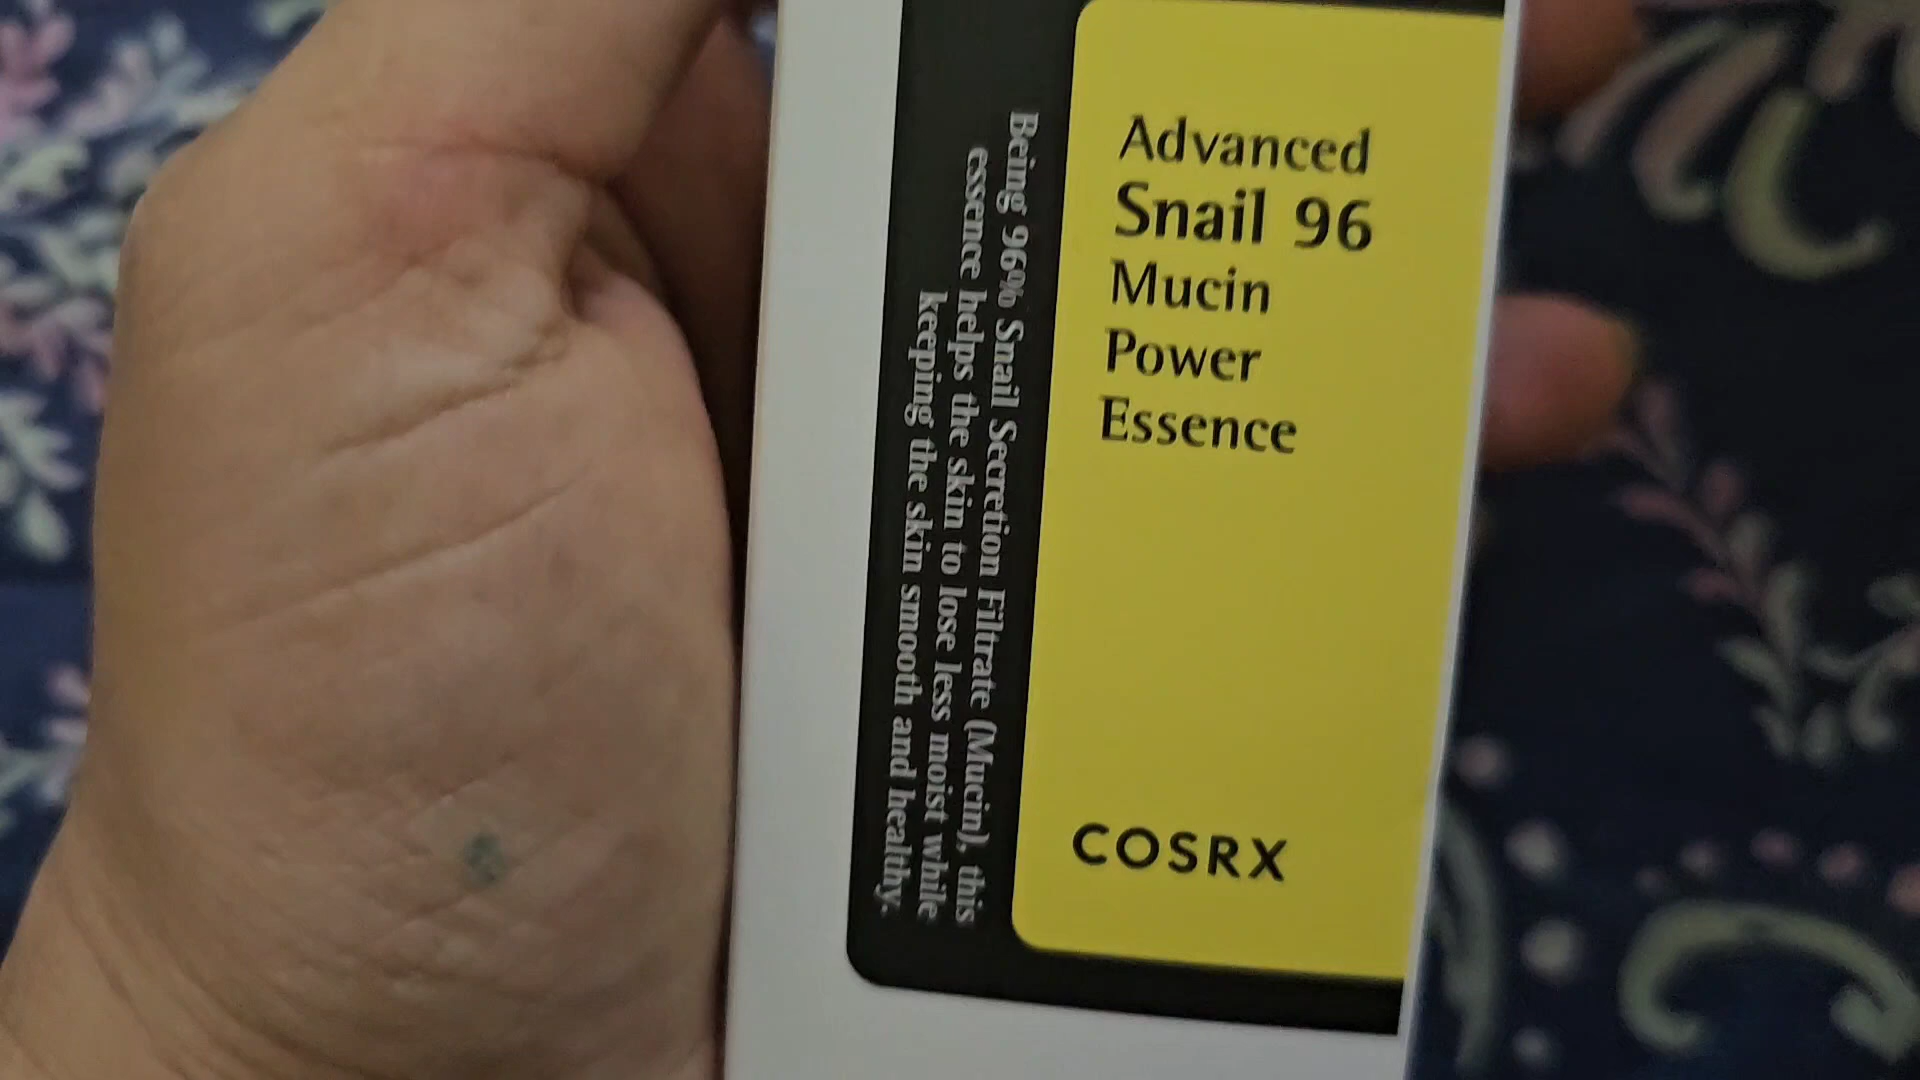 Advanced
Snail 96
Mucin
Power
Essence
COSRX
Being 96% Snail Secretion Filtrate (Mucin), this
essence helps the skin to lose less moist while
keeping the skin smooth and healthy.